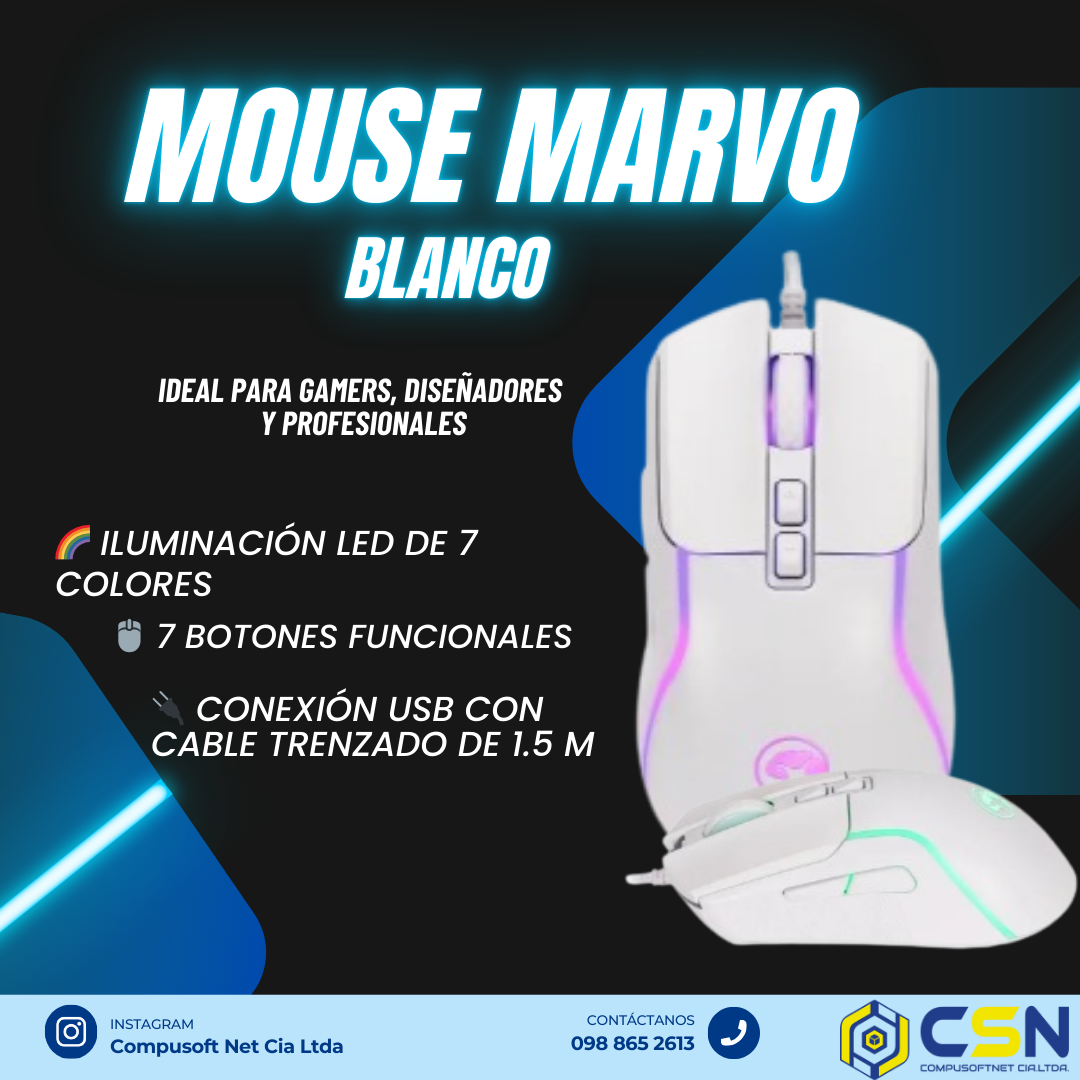 MOUSE MARVO
BLANCO
IDEAL PARA GAMERS, DISEÑADORES
Y PROFESIONALES
🌈 ILUMINACIÓN LED DE 7
COLORES
🖱️ 7 BOTONES FUNCIONALES
🔌 CONEXIÓN USB CON
CABLE TRENZADO DE 1.5 M
INSTAGRAM
Compusoft Net Cia Ltda
CONTÁCTANOS
098 865 2613
CSN
COMPUSOFTNET CIA.LTDA.